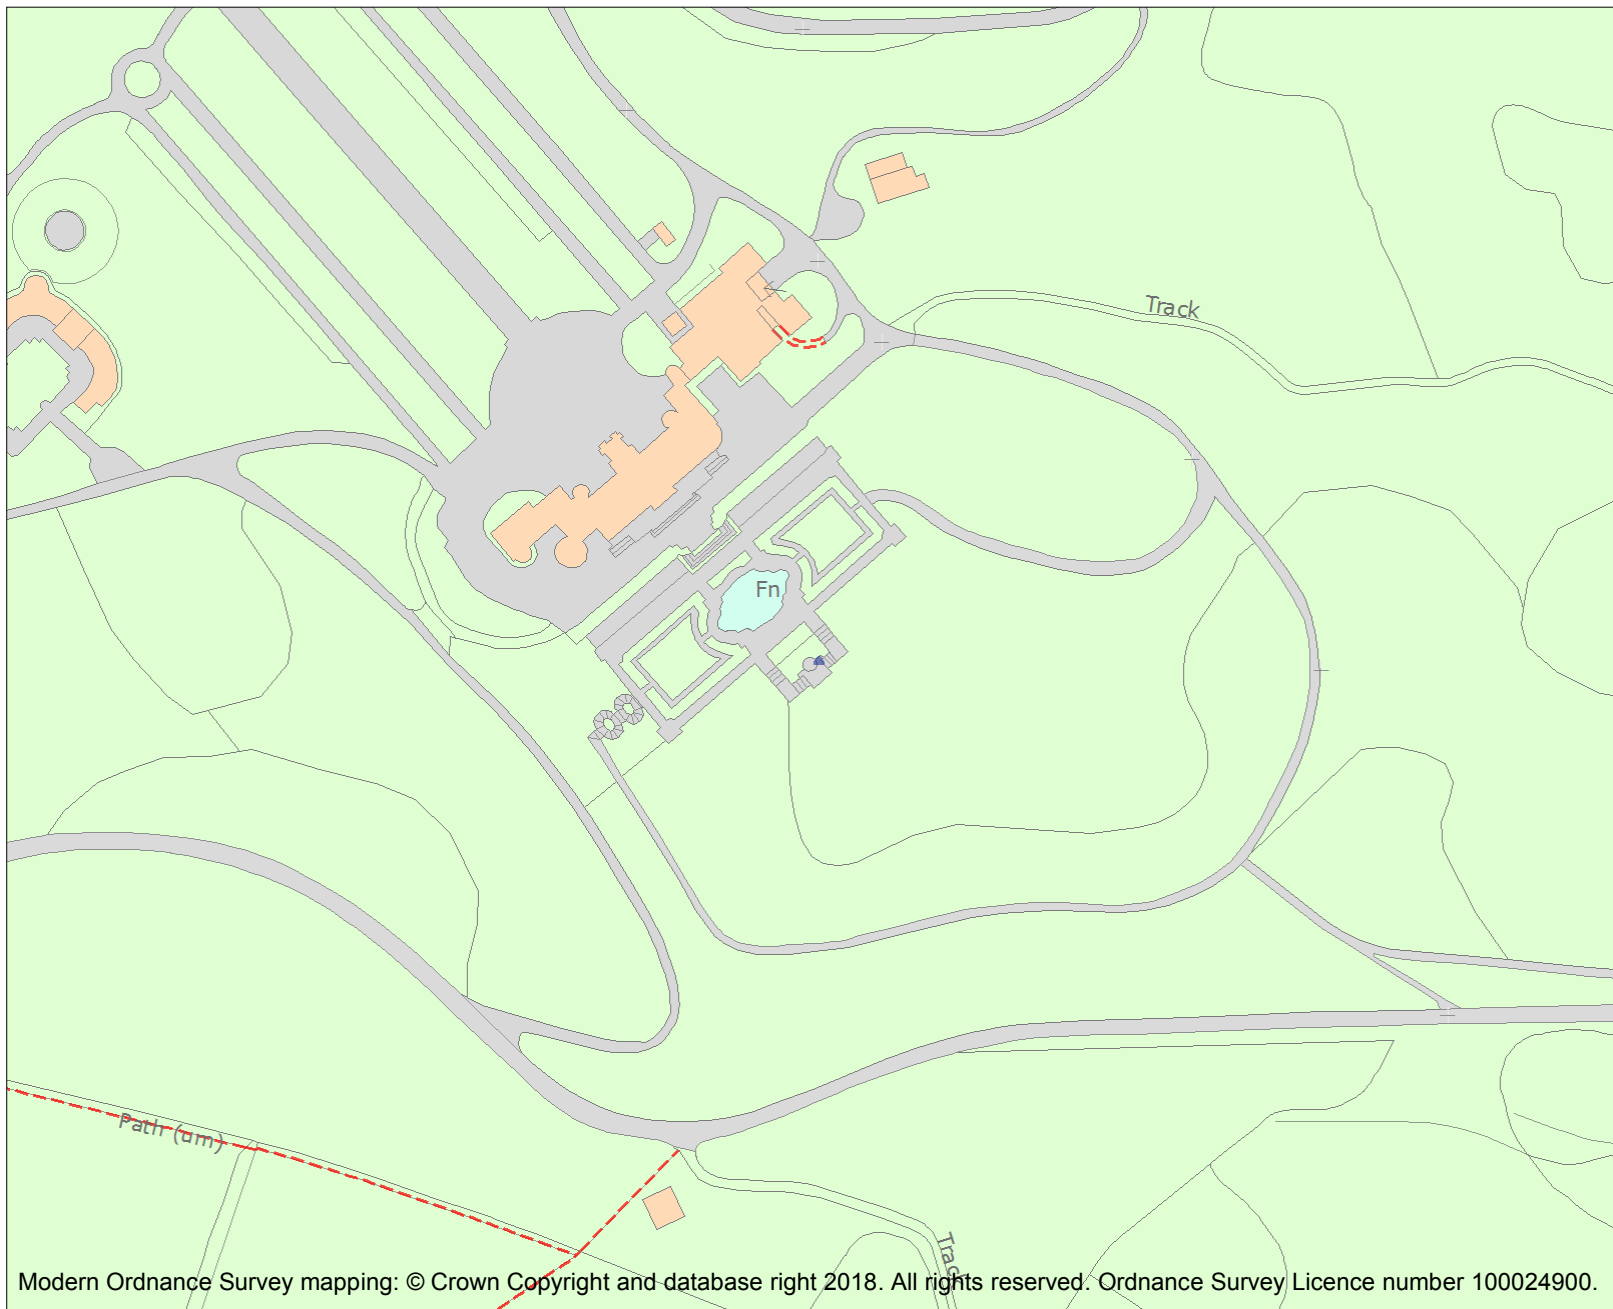 Track
Fn
Path (um)
Track
Modern Ordnance Survey mapping: © Crown Copyright and database right 2018. All rights reserved. Ordnance Survey Licence number 100024900.